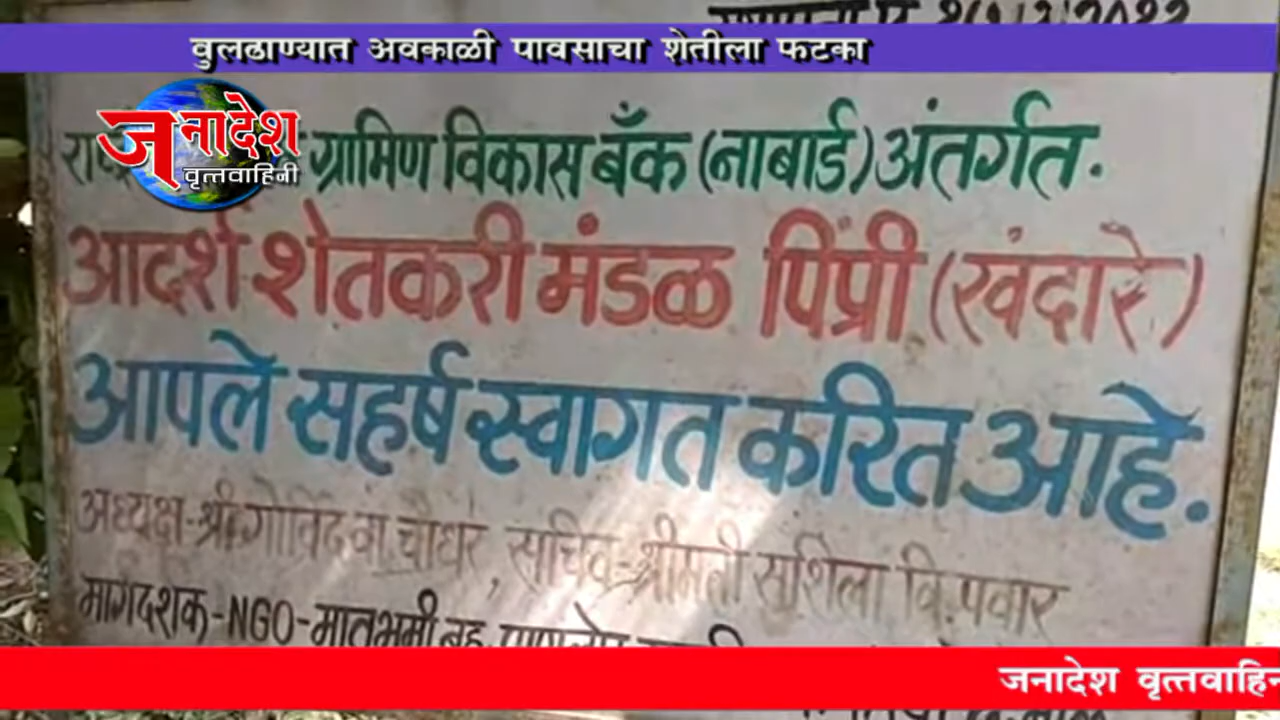 वुलढाण्यात अवकाळी पावसाचा शेतीला फटका
जनादेश
वृत्तवाहिनी
ग्रामिण विकास बँक (नाबार्ड) अंतर्गत.
आदर्श शेतकरी मंडळ पिंप्री (खंदारे)
आपले सहर्ष स्वागत करित आहे.
अध्यक्ष-श्री.गोविंद वा. चौधर, सचिव-श्रीमती सुशिला वि. पवार
मार्गदर्शक-NGO-मातृभूमी
जनादेश वृत्तवाहिन